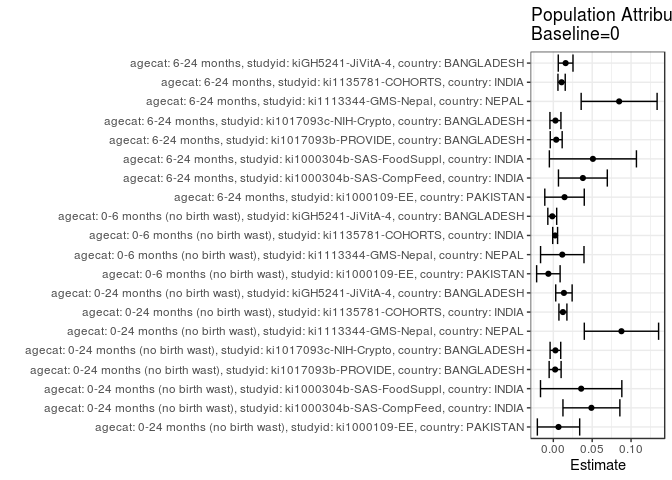 Population Attribu
Baseline=0
agecat: 6-24 months, studyid: kiGH5241-JiVitA-4, country: BANGLADESH
agecat: 6-24 months, studyid: ki1135781-COHORTS, country: INDIA
agecat: 6-24 months, studyid: ki1113344-GMS-Nepal, country: NEPAL
agecat: 6-24 months, studyid: ki1017093c-NIH-Crypto, country: BANGLADESH
agecat: 6-24 months, studyid: ki1017093b-PROVIDE, country: BANGLADESH
agecat: 6-24 months, studyid: ki1000304b-SAS-FoodSuppl, country: INDIA
agecat: 6-24 months, studyid: ki1000304b-SAS-CompFeed, country: INDIA
agecat: 6-24 months, studyid: ki1000109-EE, country: PAKISTAN
agecat: 0-6 months (no birth wast), studyid: kiGH5241-JiVitA-4, country: BANGLADESH
agecat: 0-6 months (no birth wast), studyid: ki1135781-COHORTS, country: INDIA
agecat: 0-6 months (no birth wast), studyid: ki1113344-GMS-Nepal, country: NEPAL
agecat: 0-6 months (no birth wast), studyid: ki1000109-EE, country: PAKISTAN
agecat: 0-24 months (no birth wast), studyid: kiGH5241-JiVitA-4, country: BANGLADESH
agecat: 0-24 months (no birth wast), studyid: ki1135781-COHORTS, country: INDIA
agecat: 0-24 months (no birth wast), studyid: ki1113344-GMS-Nepal, country: NEPAL
agecat: 0-24 months (no birth wast), studyid: ki1017093c-NIH-Crypto, country: BANGLADESH
agecat: 0-24 months (no birth wast), studyid: ki1017093b-PROVIDE, country: BANGLADESH
agecat: 0-24 months (no birth wast), studyid: ki1000304b-SAS-FoodSuppl, country: INDIA
agecat: 0-24 months (no birth wast), studyid: ki1000304b-SAS-CompFeed, country: INDIA
agecat: 0-24 months (no birth wast), studyid: ki1000109-EE, country: PAKISTAN
0.00 0.05 0.10
Estimate